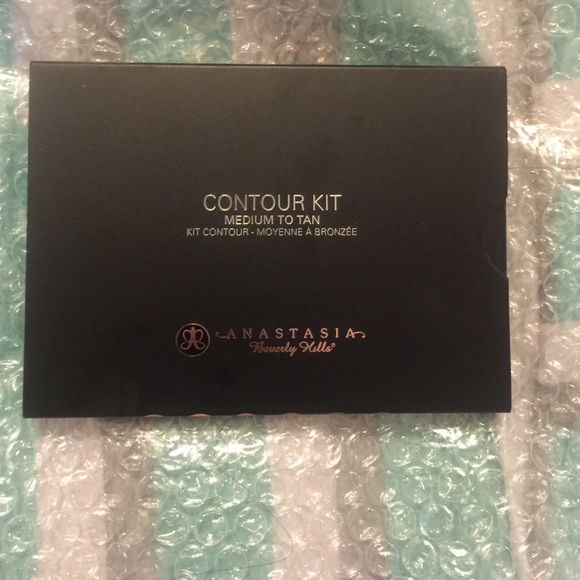 CONTOUR KIT
MEDIUM TO TAN
KIT CONTOUR - MOYENNE À BRONZÉE
ANASTASIA
Beverly Hills®